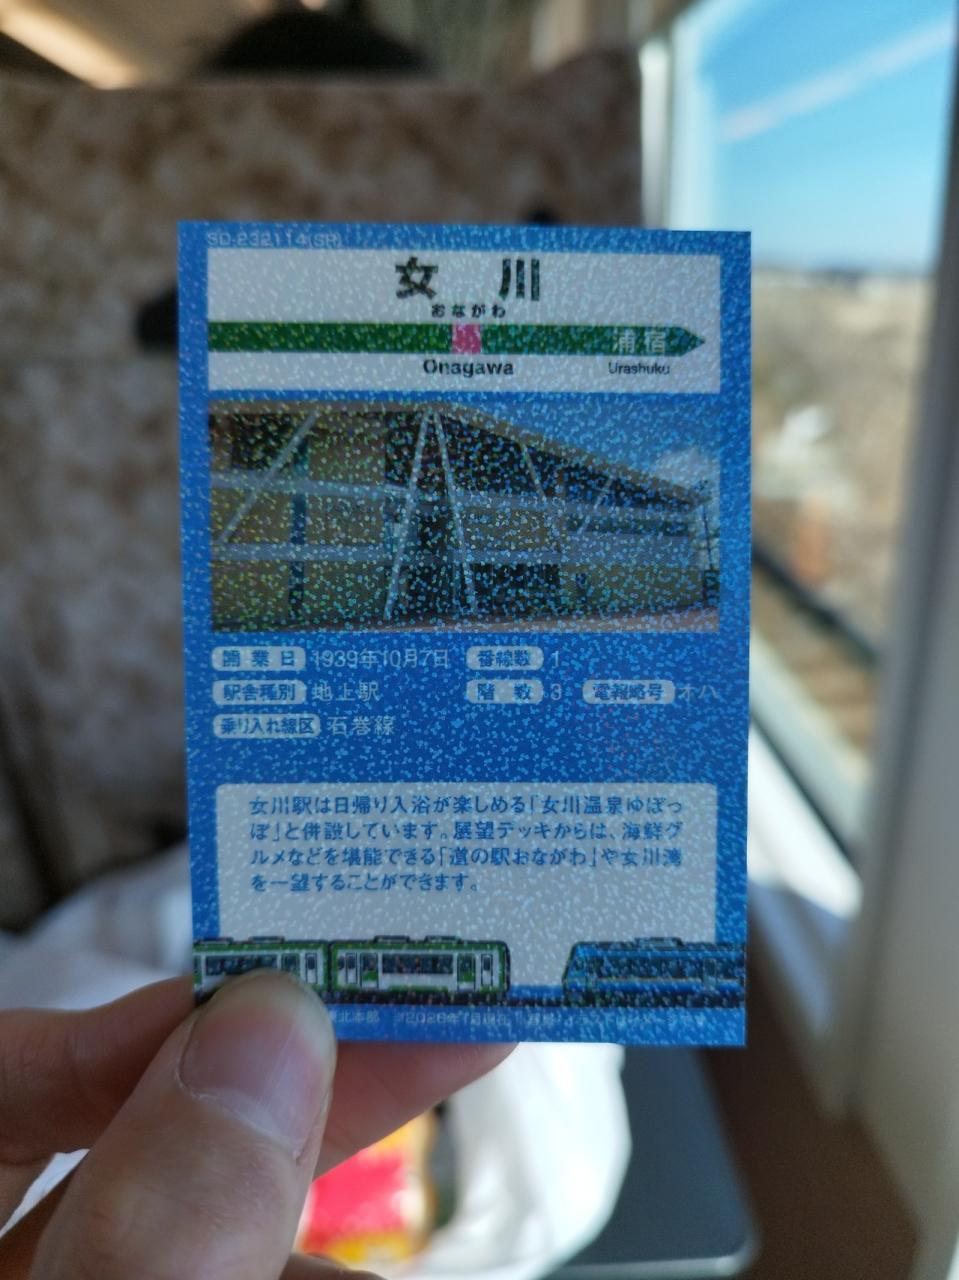 SD-232114(SR)
女川
おながわ
浦宿
Onagawa Urashuku
開業日 1939年10月7日 番線数 1
駅舎種別 地上駅 階数 3 電報略号 オハ
乗り入れ線区 石巻線
女川駅は日帰り入浴が楽しめる「女川温泉ゆぽっ
ぽ」と併設しています。展望デッキからは、海鮮グ
ルメなどを堪能できる「道の駅おながわ」や女川湾
を一望することができます。
東北本部